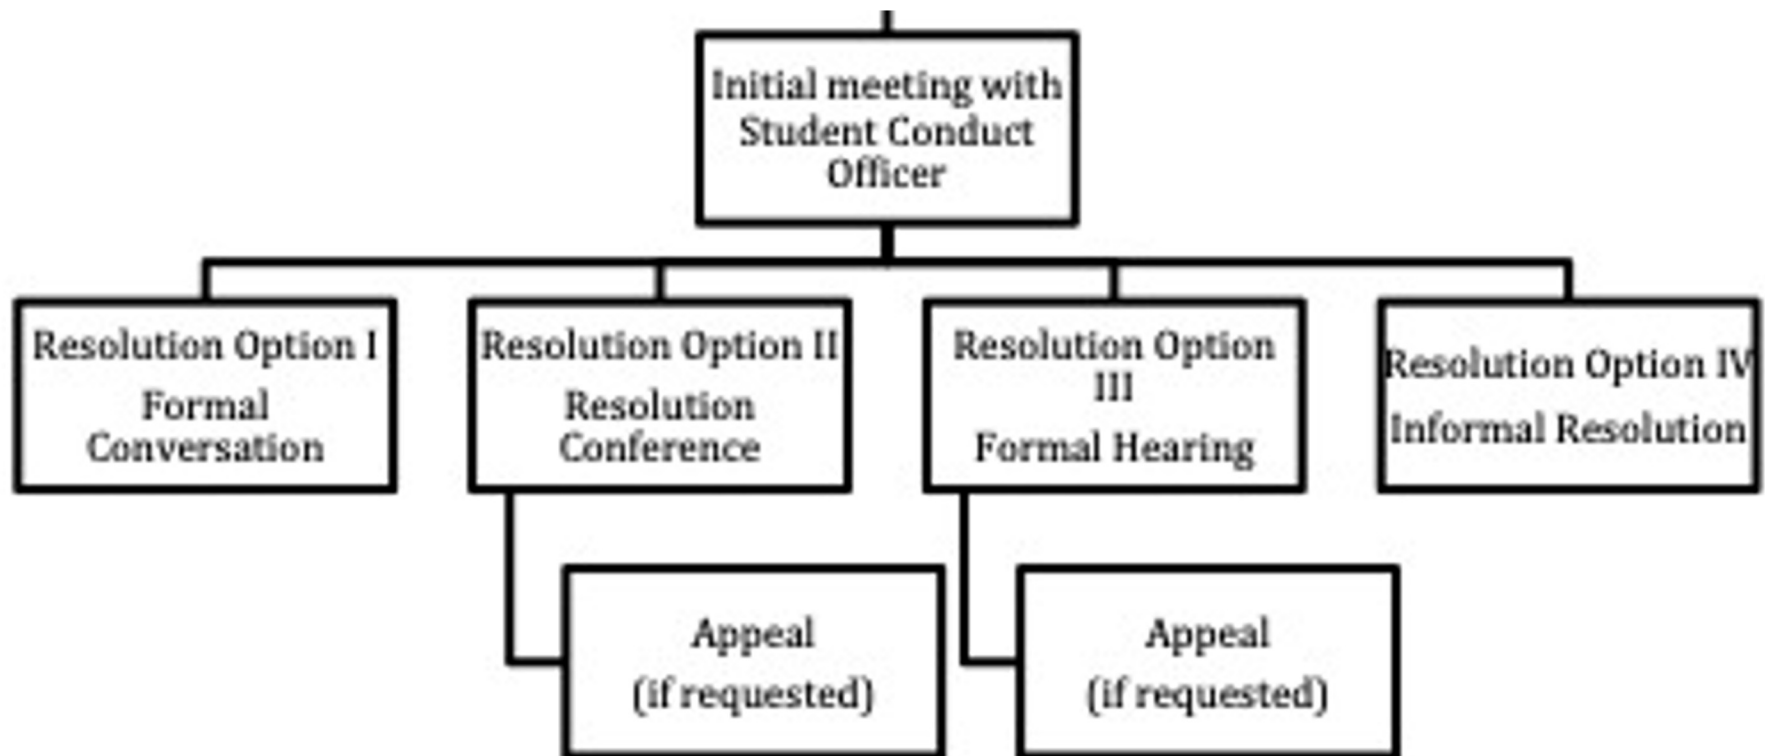 Initial meeting with
Student Conduct
Officer
Resolution Option I
Formal
Conversation
Resolution Option II
Resolution
Conference
Resolution Option
III
Formal Hearing
Resolution Option IV
Informal Resolution
Appeal
(if requested)
Appeal
(if requested)